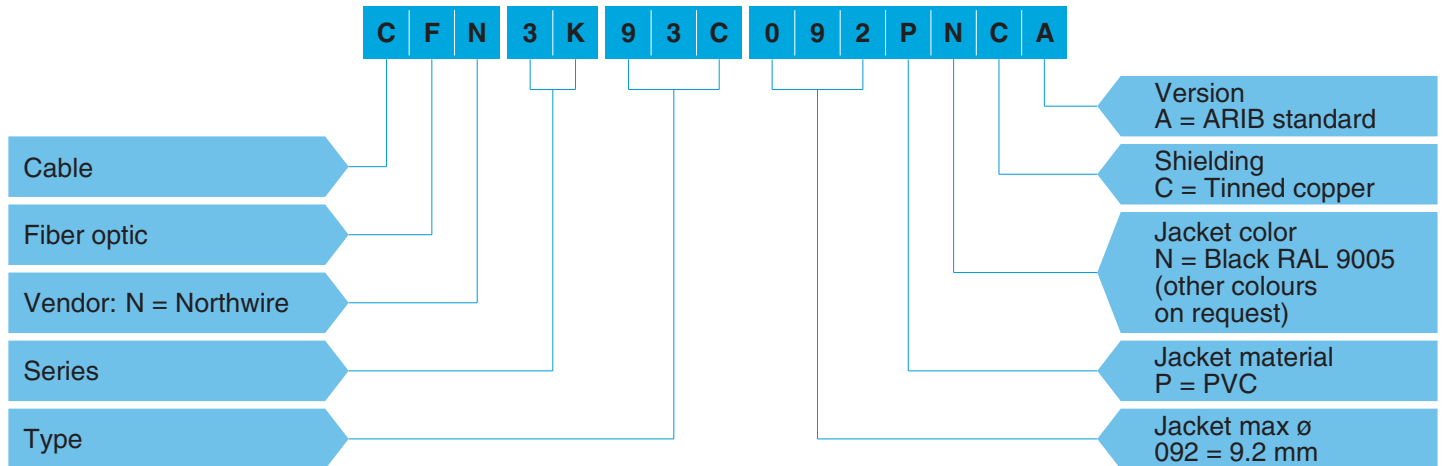 C F N 3 K 9 3 C 0 9 2 P N C A
Cable
Fiber optic
Vendor: N = Northwire
Series
Type
Version
A = ARIB standard
Shielding
C = Tinned copper
Jacket color
N = Black RAL 9005
(other colours
on request)
Jacket material
P = PVC
Jacket max ø
092 = 9.2 mm